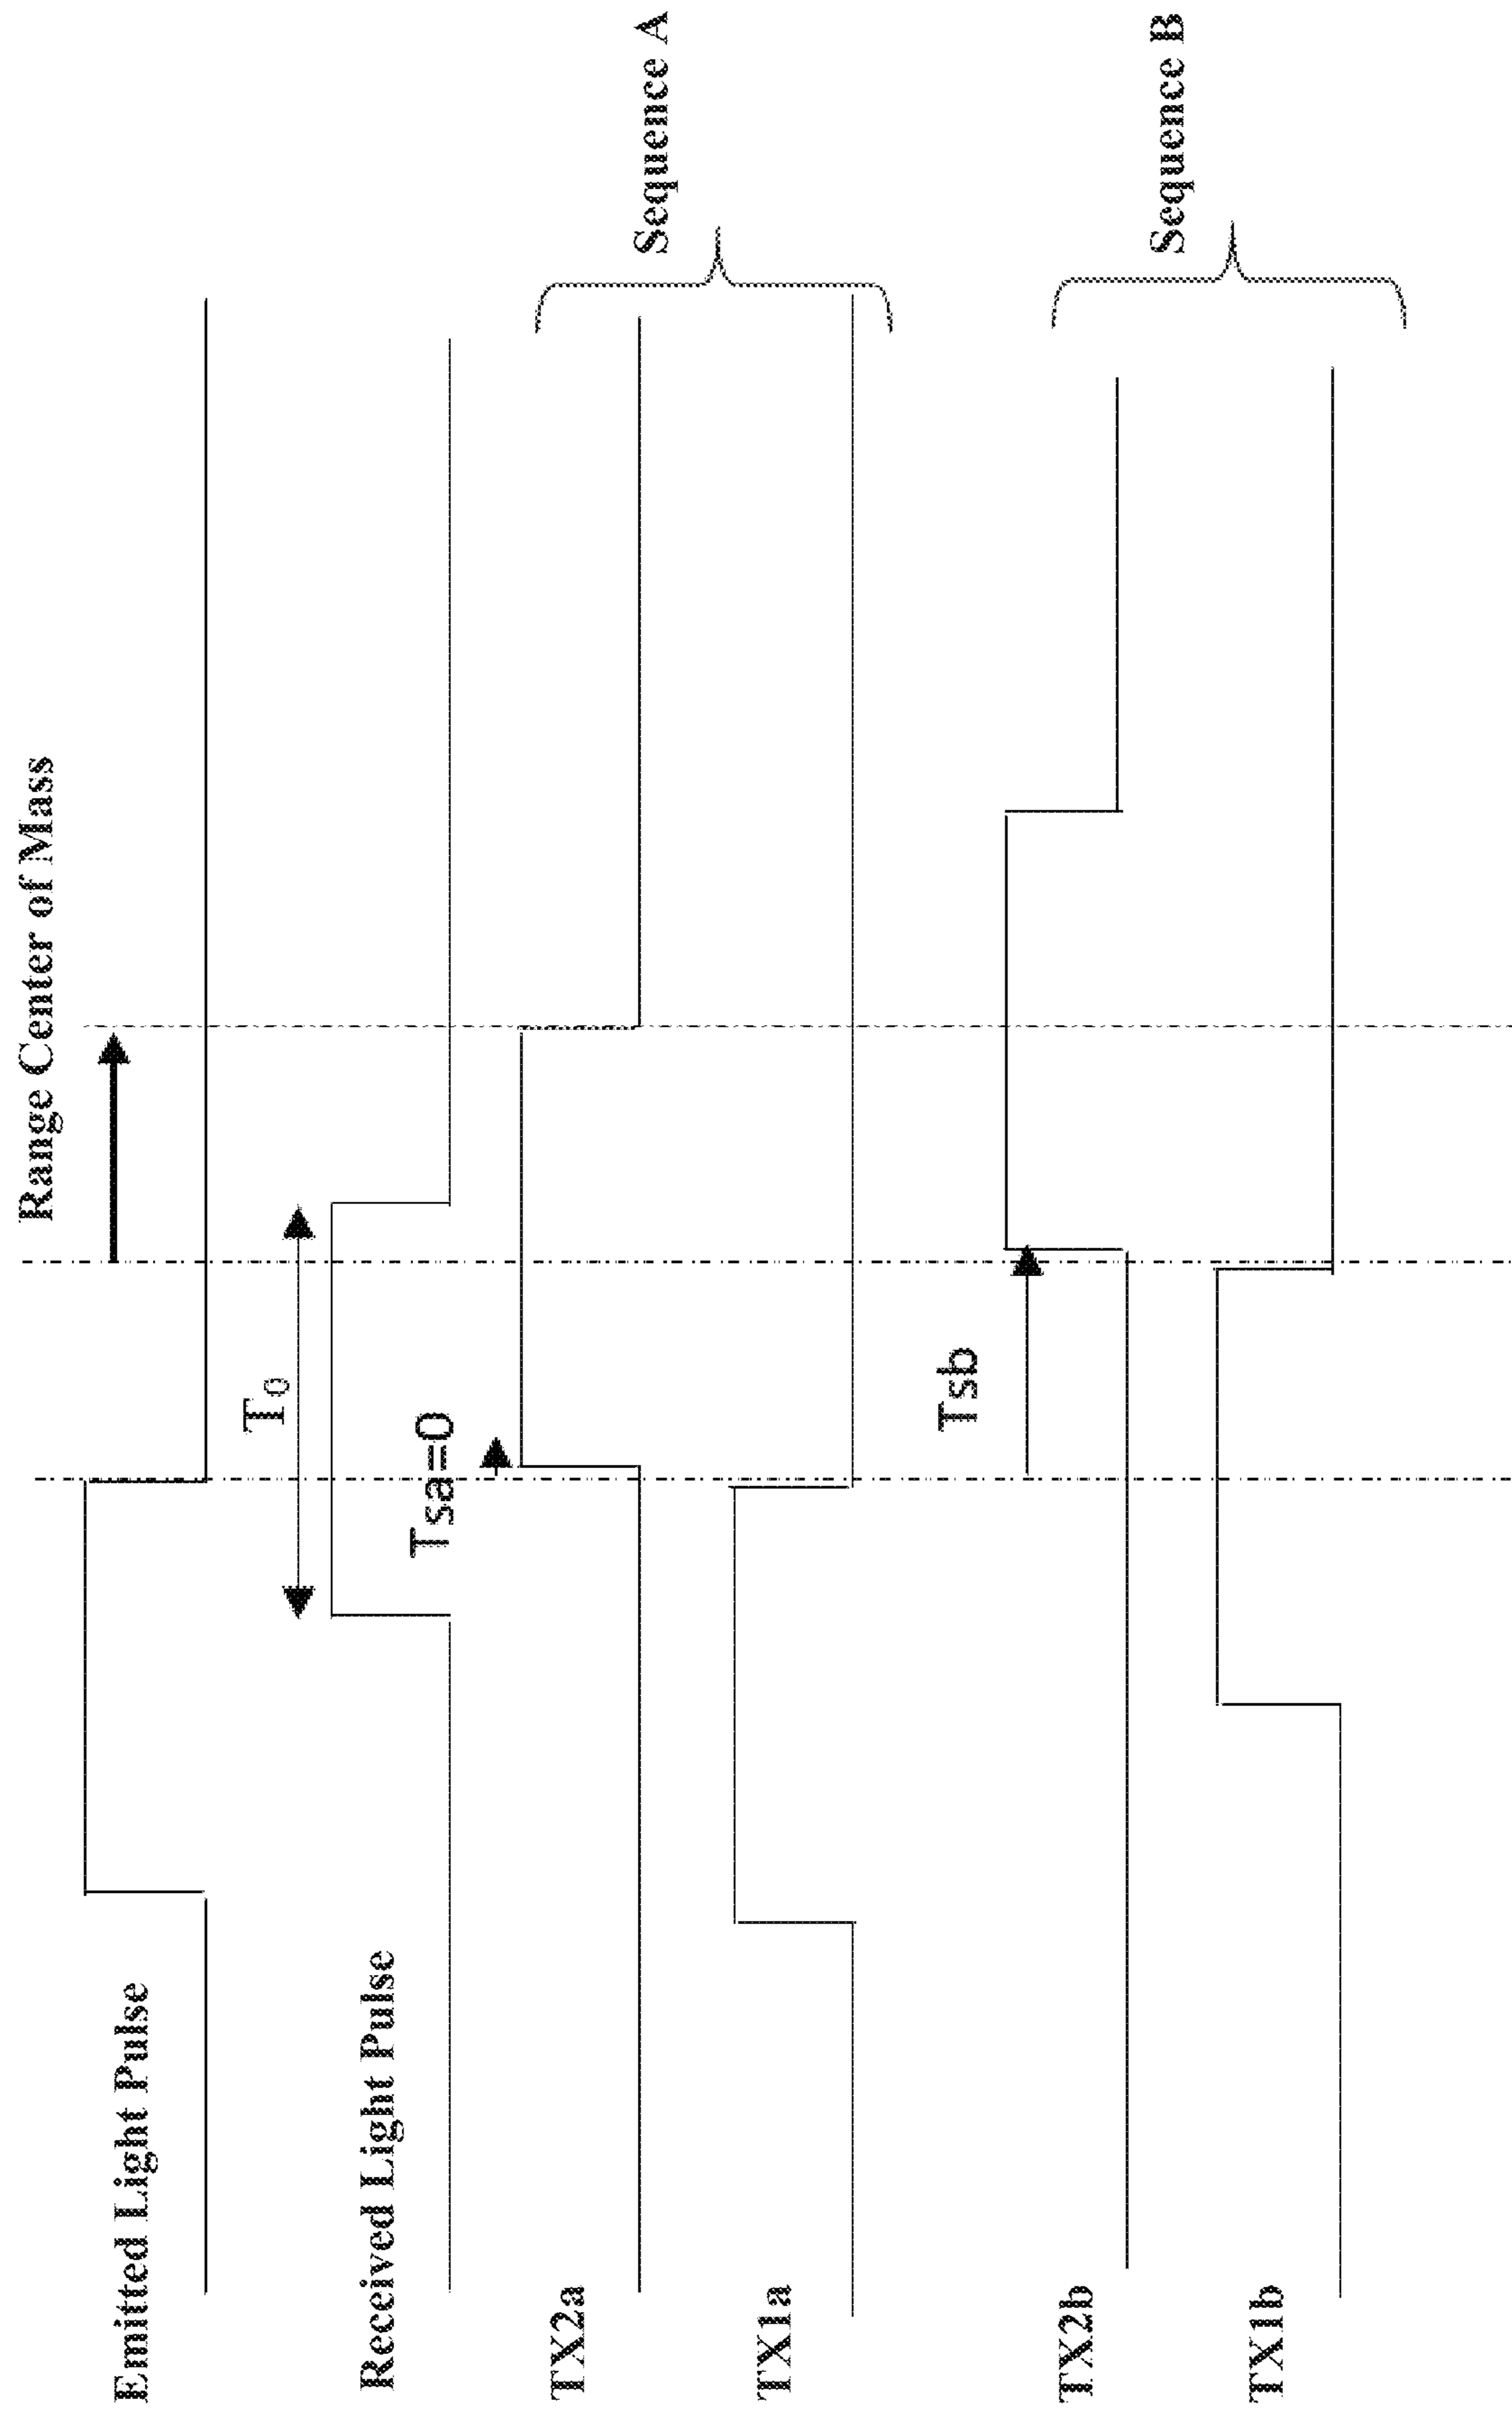 Range Center of Mass
Emitted Light Pulse
T0
Received Light Pulse
Tsa=0
TX2a
Sequence A
TX1a
Tsb
TX2b
Sequence B
TX1b